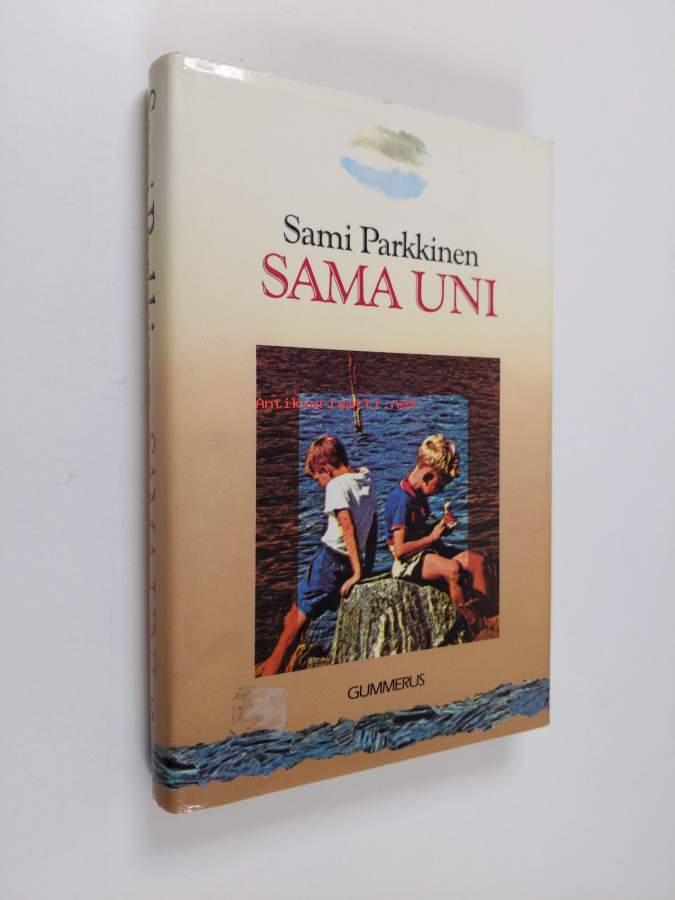 Sami Parkkinen
SAMA UNI
Antikvariaatti.net
GUMMERUS